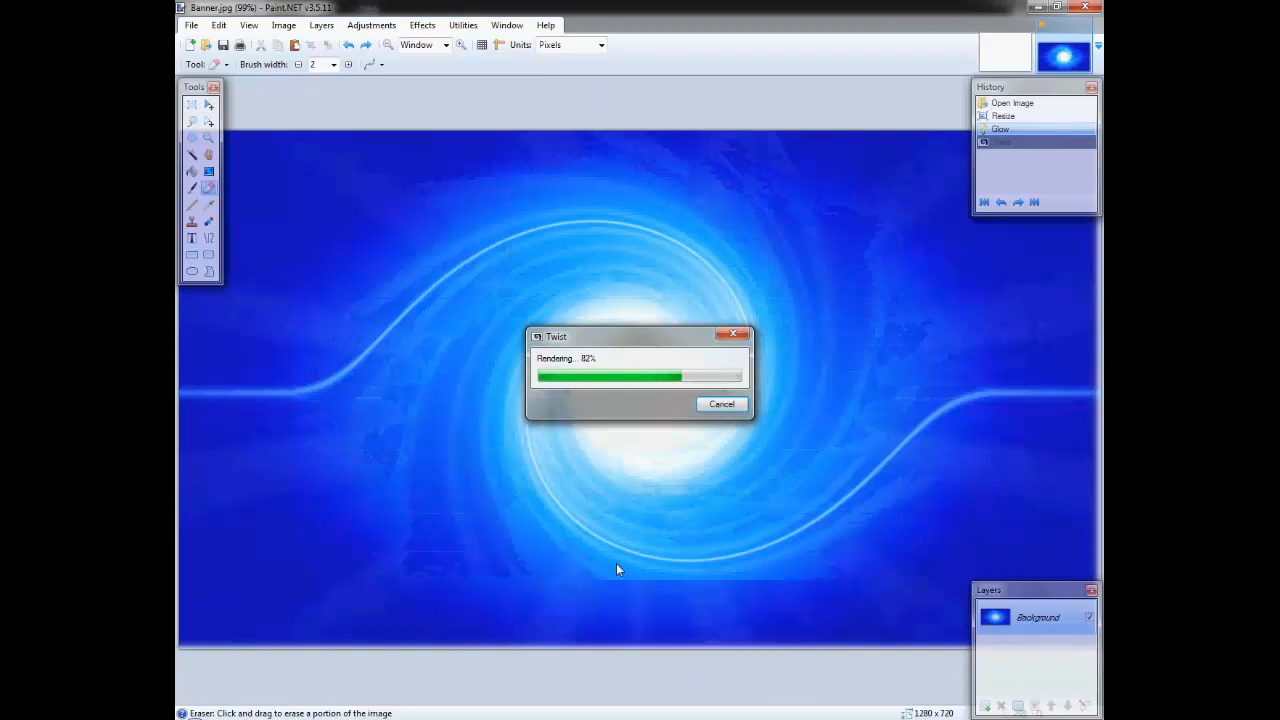 Banner.jpg (99%) - Paint.NET v3.5.11
File Edit View Image Layers Adjustments Effects Utilities Window Help
Window Units: Pixels
Tool: Brush width: 2
Tools
History
Open Image
Resize
Glow
Twist
Rendering... 82%
Cancel
Layers
Background
Eraser: Click and drag to erase a portion of the image
1280 x 720